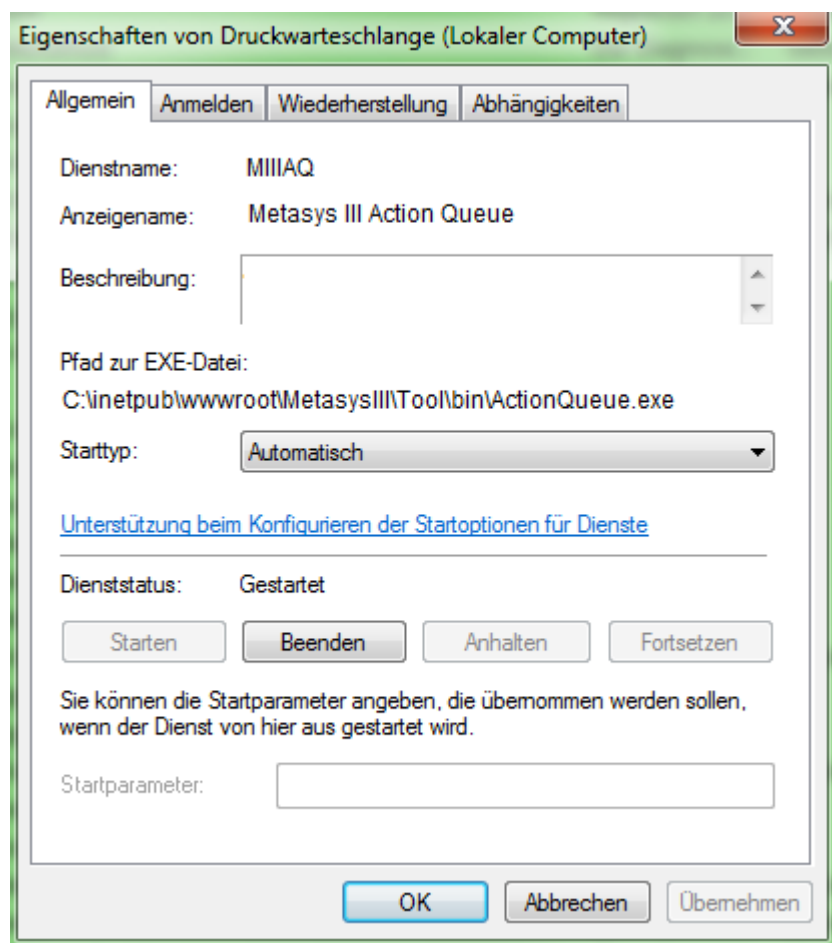 Eigenschaften von Druckwarteschlange (Lokaler Computer)
Allgemein Anmelden Wiederherstellung Abhängigkeiten
Dienstname: MIIIAQ
Anzeigename: Metasys III Action Queue
Beschreibung:
Pfad zur EXE-Datei:
C:\inetpub\wwwroot\MetasysIII\Tool\bin\ActionQueue.exe
Starttyp: Automatisch
Unterstützung beim Konfigurieren der Startoptionen für Dienste
Dienststatus: Gestartet
Starten Beenden Anhalten Fortsetzen
Sie können die Startparameter angeben, die übernommen werden sollen,
wenn der Dienst von hier aus gestartet wird.
Startparameter:
OK Abbrechen Übernehmen